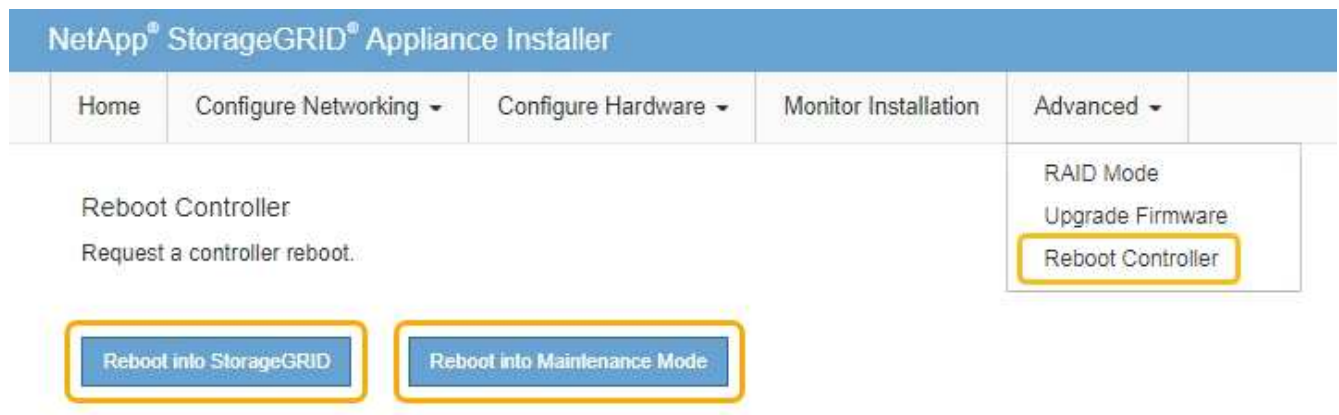 NetApp® StorageGRID® Appliance Installer
Home Configure Networking Configure Hardware Monitor Installation Advanced
RAID Mode
Upgrade Firmware
Reboot Controller
Reboot Controller
Request a controller reboot.
Reboot into StorageGRID Reboot into Maintenance Mode